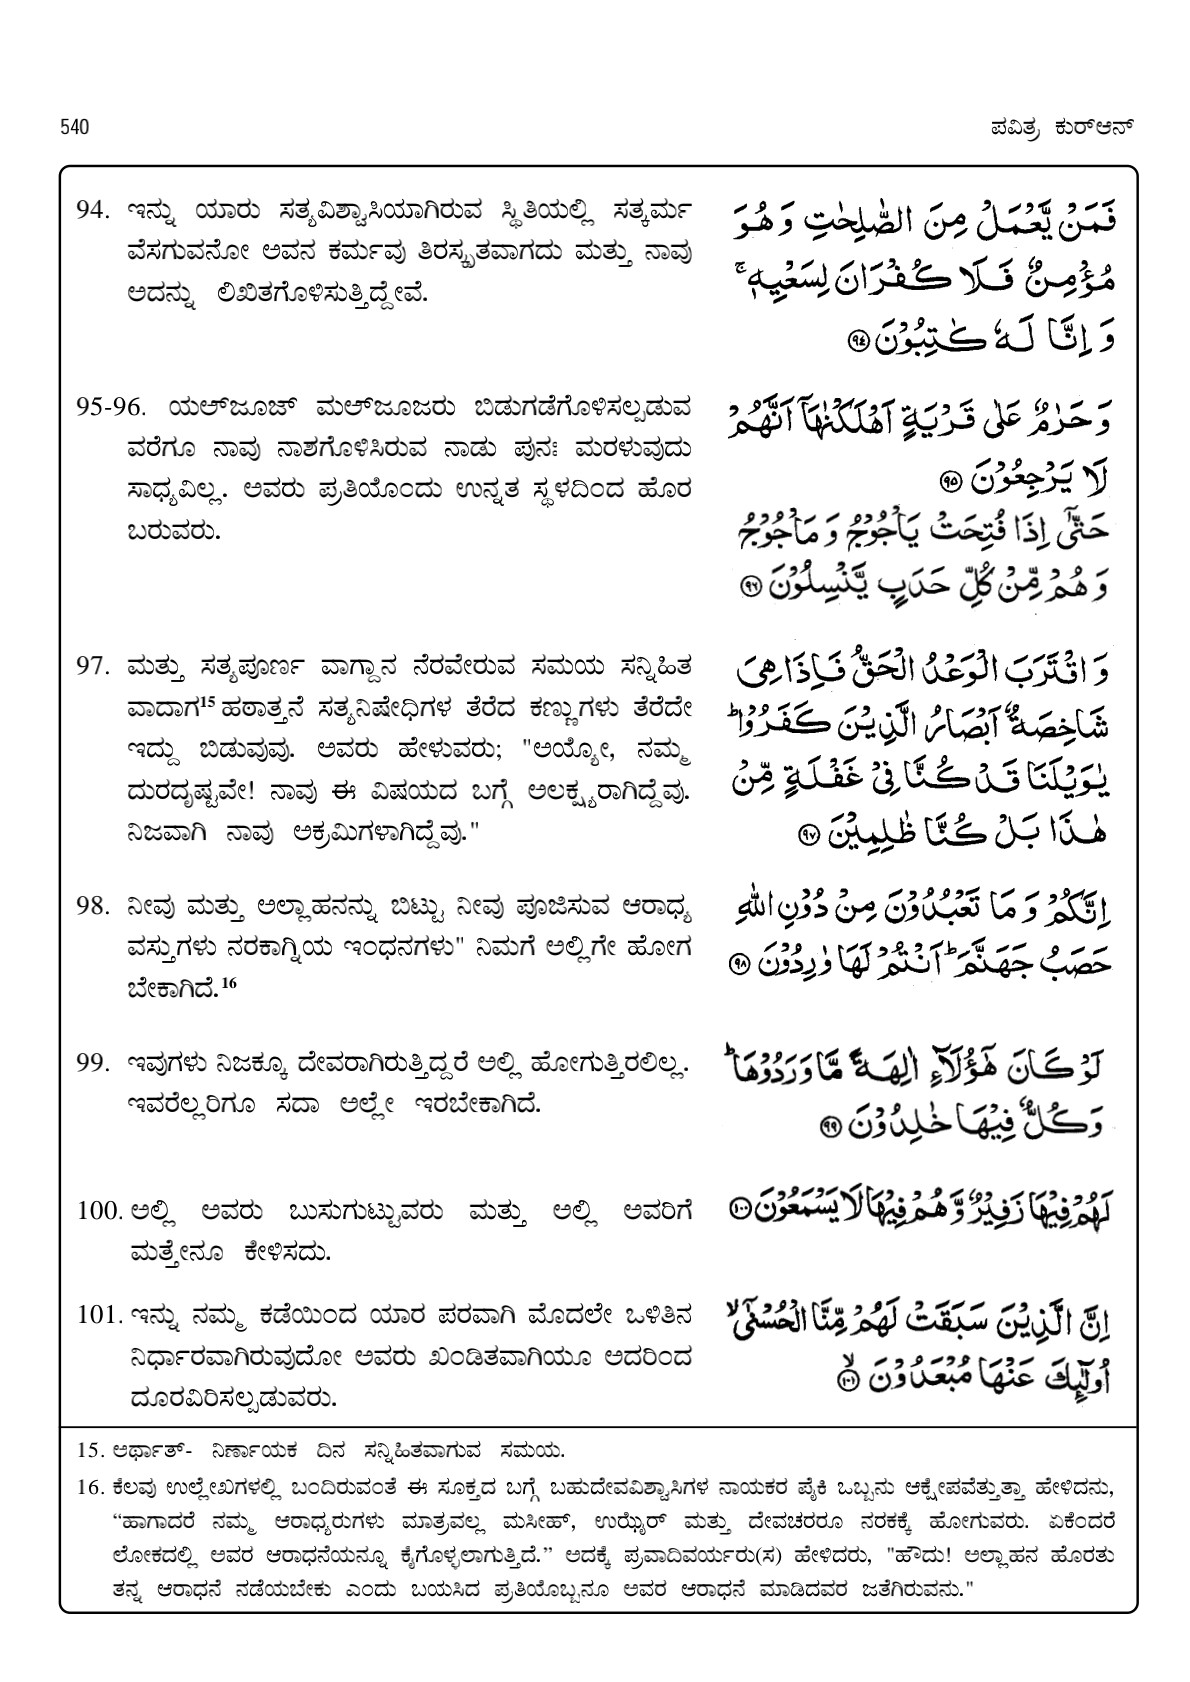 540
ಪವಿತ್ರ ಕುರ್‌ಆನ್
94. ಇನ್ನು ಯಾರು ಸತ್ಯವಿಶ್ವಾಸಿಯಾಗಿರುವ ಸ್ಥಿತಿಯಲ್ಲಿ ಸತ್ಕರ್ಮ
ವೆಸಗುವನೋ ಅವನ ಕರ್ಮವು ತಿರಸ್ಕೃತವಾಗದು ಮತ್ತು ನಾವು
ಅದನ್ನು ಲಿಖಿತಗೊಳಿಸುತ್ತಿದ್ದೇವೆ.
فَمَنْ يَّعْمَلْ مِنَ الصّٰلِحٰتِ وَهُوَ
مُؤْمِنٌ فَلَا كُفْرَانَ لِسَعْيِهٖ ۚ
وَ اِنَّا لَهٗ كٰتِبُوْنَ ﴿٩٤﴾
95-96. ಯಅ್‌ಜೂಜ್ ಮಅ್‌ಜೂಜರು ಬಿಡುಗಡೆಗೊಳಿಸಲ್ಪಡುವ
ವರೆಗೂ ನಾವು ನಾಶಗೊಳಿಸಿರುವ ನಾಡು ಪುನಃ ಮರಳುವುದು
ಸಾಧ್ಯವಿಲ್ಲ. ಅವರು ಪ್ರತಿಯೊಂದು ಉನ್ನತ ಸ್ಥಳದಿಂದ ಹೊರ
ಬರುವರು.
وَ حَرٰمٌ عَلٰى قَرْيَةٍ اَهْلَكْنٰهَاۤ اَنَّهُمْ
لَا يَرْجِعُوْنَ ﴿٩٥﴾
حَتّٰۤى اِذَا فُتِحَتْ يَاْجُوْجُ وَ مَاْجُوْجُ
وَ هُمْ مِّنْ كُلِّ حَدَبٍ يَّنْسِلُوْنَ ﴿٩٦﴾
97. ಮತ್ತು ಸತ್ಯಪೂರ್ಣ ವಾಗ್ದಾನ ನೆರವೇರುವ ಸಮಯ ಸನ್ನಿಹಿತ
ವಾದಾಗ¹⁵ ಹಠಾತ್ತನೆ ಸತ್ಯನಿಷೇಧಿಗಳ ತೆರೆದ ಕಣ್ಣುಗಳು ತೆರೆದೇ
ಇದ್ದು ಬಿಡುವುವು. ಅವರು ಹೇಳುವರು; "ಅಯ್ಯೋ, ನಮ್ಮ
ದುರದೃಷ್ಟವೇ! ನಾವು ಈ ವಿಷಯದ ಬಗ್ಗೆ ಅಲಕ್ಷ್ಯರಾಗಿದ್ದೆವು.
ನಿಜವಾಗಿ ನಾವು ಅಕ್ರಮಿಗಳಾಗಿದ್ದೆವು."
وَ اقْتَرَبَ الْوَعْدُ الْحَقُّ فَاِذَا هِيَ
شَاخِصَةٌ اَبْصَارُ الَّذِيْنَ كَفَرُوْا ؕ
يٰوَيْلَنَا قَدْ كُنَّا فِيْ غَفْلَةٍ مِّنْ
هٰذَا بَلْ كُنَّا ظٰلِمِيْنَ ﴿٩٧﴾
98. ನೀವು ಮತ್ತು ಅಲ್ಲಾಹನನ್ನು ಬಿಟ್ಟು ನೀವು ಪೂಜಿಸುವ ಆರಾಧ್ಯ
ವಸ್ತುಗಳು ನರಕಾಗ್ನಿಯ ಇಂಧನಗಳು" ನಿಮಗೆ ಅಲ್ಲಿಗೇ ಹೋಗ
ಬೇಕಾಗಿದೆ.¹⁶
اِنَّكُمْ وَ مَا تَعْبُدُوْنَ مِنْ دُوْنِ اللّٰهِ
حَصَبُ جَهَنَّمَ ؕ اَنْتُمْ لَهَا وٰرِدُوْنَ ﴿٩٨﴾
99. ಇವುಗಳು ನಿಜಕ್ಕೂ ದೇವರಾಗಿರುತ್ತಿದ್ದರೆ ಅಲ್ಲಿ ಹೋಗುತ್ತಿರಲಿಲ್ಲ.
ಇವರೆಲ್ಲರಿಗೂ ಸದಾ ಅಲ್ಲೇ ಇರಬೇಕಾಗಿದೆ.
لَوْ كَانَ هٰۤؤُلَآءِ اٰلِهَةً مَّا وَرَدُوْهَا ؕ
وَ كُلٌّ فِيْهَا خٰلِدُوْنَ ﴿٩٩﴾
100. ಅಲ್ಲಿ ಅವರು ಬುಸುಗುಟ್ಟುವರು ಮತ್ತು ಅಲ್ಲಿ ಅವರಿಗೆ
ಮತ್ತೇನೂ ಕೇಳಿಸದು.
لَهُمْ فِيْهَا زَفِيْرٌ وَّ هُمْ فِيْهَا لَا يَسْمَعُوْنَ ﴿١٠٠﴾
101. ಇನ್ನು ನಮ್ಮ ಕಡೆಯಿಂದ ಯಾರ ಪರವಾಗಿ ಮೊದಲೇ ಒಳಿತಿನ
ನಿರ್ಧಾರವಾಗಿರುವುದೋ ಅವರು ಖಂಡಿತವಾಗಿಯೂ ಅದರಿಂದ
ದೂರವಿರಿಸಲ್ಪಡುವರು.
اِنَّ الَّذِيْنَ سَبَقَتْ لَهُمْ مِّنَّا الْحُسْنٰۤى ۙ
اُولٰٓئِكَ عَنْهَا مُبْعَدُوْنَ ۙ ﴿١٠١﴾
15. ಅರ್ಥಾತ್- ನಿರ್ಣಾಯಕ ದಿನ ಸನ್ನಿಹಿತವಾಗುವ ಸಮಯ.
16. ಕೆಲವು ಉಲ್ಲೇಖಗಳಲ್ಲಿ ಬಂದಿರುವಂತೆ ಈ ಸೂಕ್ತದ ಬಗ್ಗೆ ಬಹುದೇವವಿಶ್ವಾಸಿಗಳ ನಾಯಕರ ಪೈಕಿ ಒಬ್ಬನು ಆಕ್ಷೇಪವೆತ್ತುತ್ತಾ ಹೇಳಿದನು,
“ಹಾಗಾದರೆ ನಮ್ಮ ಆರಾಧ್ಯರುಗಳು ಮಾತ್ರವಲ್ಲ ಮಸೀಹ್, ಉಝೈರ್ ಮತ್ತು ದೇವಚರರೂ ನರಕಕ್ಕೆ ಹೋಗುವರು. ಏಕೆಂದರೆ
ಲೋಕದಲ್ಲಿ ಅವರ ಆರಾಧನೆಯನ್ನೂ ಕೈಗೊಳ್ಳಲಾಗುತ್ತಿದೆ.” ಅದಕ್ಕೆ ಪ್ರವಾದಿವರ್ಯರು(ಸ) ಹೇಳಿದರು, "ಹೌದು! ಅಲ್ಲಾಹನ ಹೊರತು
ತನ್ನ ಆರಾಧನೆ ನಡೆಯಬೇಕು ಎಂದು ಬಯಸಿದ ಪ್ರತಿಯೊಬ್ಬನೂ ಅವರ ಆರಾಧನೆ ಮಾಡಿದವರ ಜತೆಗಿರುವನು."